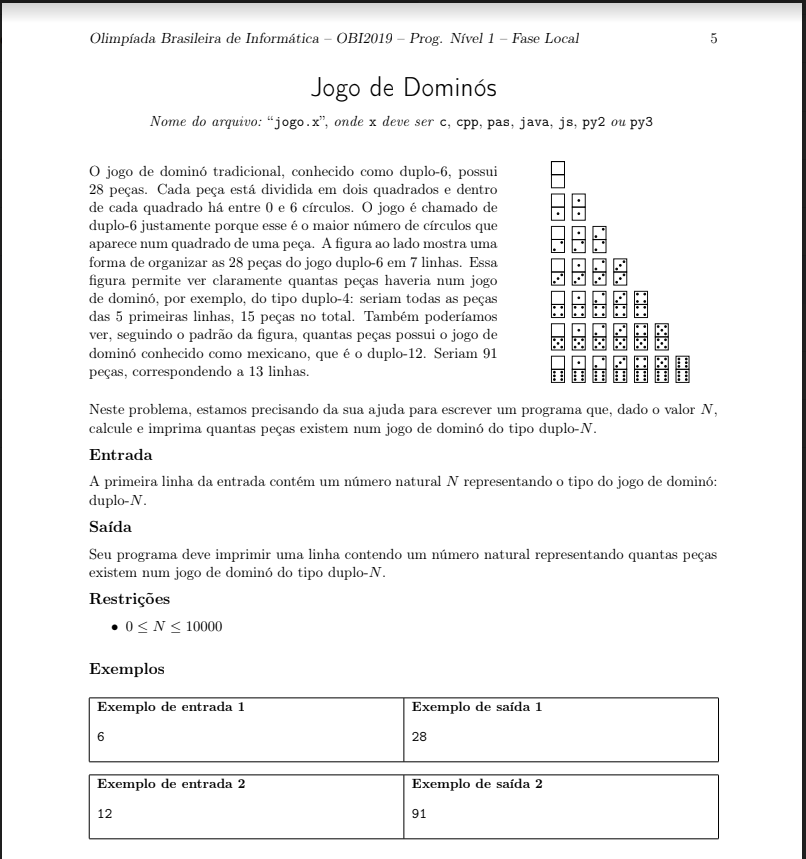 Olimpíada Brasileira de Informática – OBI2019 – Prog. Nível 1 – Fase Local 5
Jogo de Dominós
Nome do arquivo: “jogo.x”, onde x deve ser c, cpp, pas, java, js, py2 ou py3
O jogo de dominó tradicional, conhecido como duplo-6, possui
28 peças. Cada peça está dividida em dois quadrados e dentro
de cada quadrado há entre 0 e 6 círculos. O jogo é chamado de
duplo-6 justamente porque esse é o maior número de círculos que
aparece num quadrado de uma peça. A figura ao lado mostra uma
forma de organizar as 28 peças do jogo duplo-6 em 7 linhas. Essa
figura permite ver claramente quantas peças haveria num jogo
de dominó, por exemplo, do tipo duplo-4: seriam todas as peças
das 5 primeiras linhas, 15 peças no total. Também poderíamos
ver, seguindo o padrão da figura, quantas peças possui o jogo de
dominó conhecido como mexicano, que é o duplo-12. Seriam 91
peças, correspondendo a 13 linhas.
Neste problema, estamos precisando da sua ajuda para escrever um programa que, dado o valor N,
calcule e imprima quantas peças existem num jogo de dominó do tipo duplo-N.
Entrada
A primeira linha da entrada contém um número natural N representando o tipo do jogo de dominó:
duplo-N.
Saída
Seu programa deve imprimir uma linha contendo um número natural representando quantas peças
existem num jogo de dominó do tipo duplo-N.
Restrições
• 0 ≤ N ≤ 10000
Exemplos
Exemplo de entrada 1
6
Exemplo de saída 1
28
Exemplo de entrada 2
12
Exemplo de saída 2
91